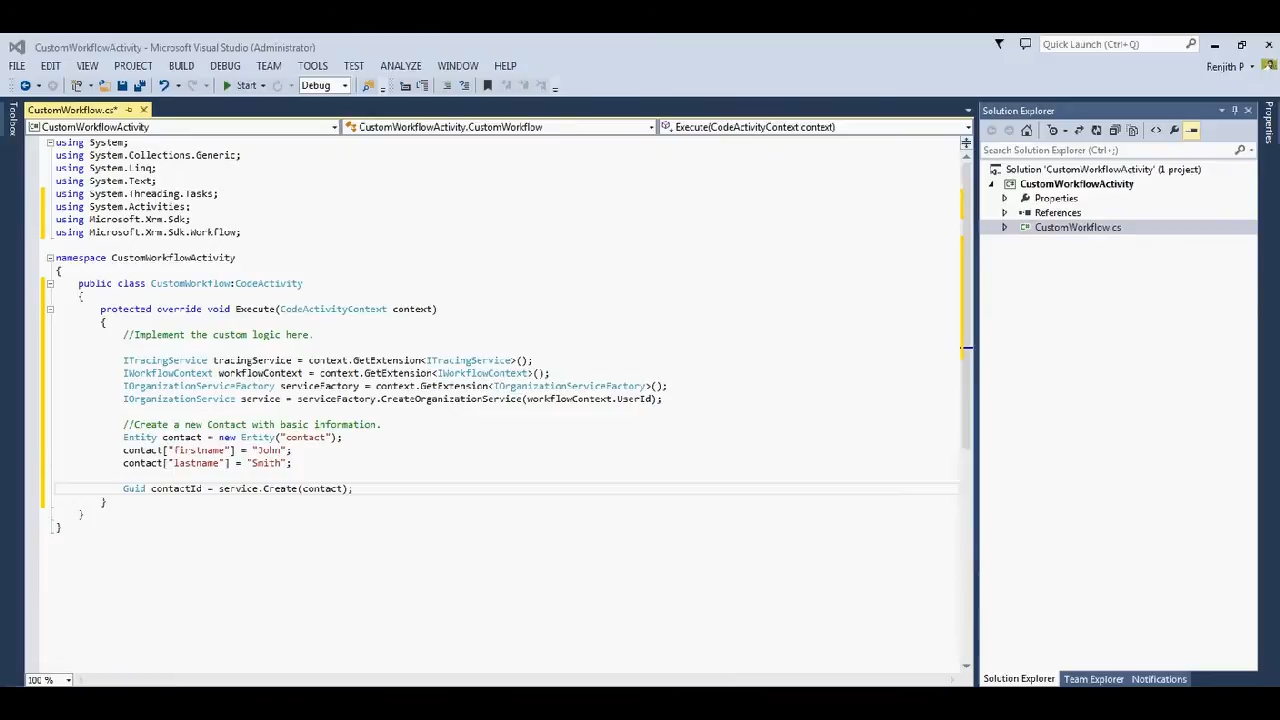 CustomWorkflowActivity - Microsoft Visual Studio (Administrator)
Quick Launch (Ctrl+Q)
FILE EDIT VIEW PROJECT BUILD DEBUG TEAM TOOLS TEST ANALYZE WINDOW HELP
Renjith P
Start
Debug
Toolbox
CustomWorkflow.cs*
CustomWorkflowActivity
CustomWorkflowActivity.CustomWorkflow
Execute(CodeActivityContext context)
using System;
using System.Collections.Generic;
using System.Linq;
using System.Text;
using System.Threading.Tasks;
using System.Activities;
using Microsoft.Xrm.Sdk;
using Microsoft.Xrm.Sdk.Workflow;
namespace CustomWorkflowActivity
{
public class CustomWorkflow:CodeActivity
{
protected override void Execute(CodeActivityContext context)
{
//Implement the custom logic here.
ITracingService tracingService = context.GetExtension<ITracingService>();
IWorkflowContext workflowContext = context.GetExtension<IWorkflowContext>();
IOrganizationServiceFactory serviceFactory = context.GetExtension<IOrganizationServiceFactory>();
IOrganizationService service = serviceFactory.CreateOrganizationService(workflowContext.UserId);
//Create a new Contact with basic information.
Entity contact = new Entity("contact");
contact["firstname"] = "John";
contact["lastname"] = "Smith";
Guid contactId = service.Create(contact);
}
}
}
100 %
Solution Explorer
Search Solution Explorer (Ctrl+;)
Solution 'CustomWorkflowActivity' (1 project)
CustomWorkflowActivity
Properties
References
CustomWorkflow.cs
Solution Explorer Team Explorer Notifications
Properties